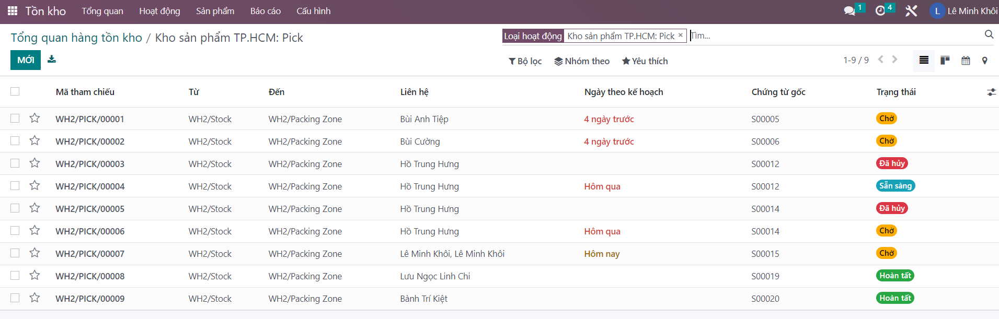 Tồn kho Tổng quan Hoạt động Sản phẩm Báo cáo Cấu hình 1 4 L Lê Minh Khôi
Tổng quan hàng tồn kho / Kho sản phẩm TP.HCM: Pick Loại hoạt động Kho sản phẩm TP.HCM: Pick × Tìm...
MỚI Bộ lọc Nhóm theo Yêu thích 1-9 / 9
Mã tham chiếu Từ Đến Liên hệ Ngày theo kế hoạch Chứng từ gốc Trạng thái
WH2/PICK/00001 WH2/Stock WH2/Packing Zone Bùi Anh Tiệp 4 ngày trước S00005 Chờ
WH2/PICK/00002 WH2/Stock WH2/Packing Zone Bùi Cường 4 ngày trước S00006 Chờ
WH2/PICK/00003 WH2/Stock WH2/Packing Zone Hồ Trung Hưng S00012 Đã hủy
WH2/PICK/00004 WH2/Stock WH2/Packing Zone Hồ Trung Hưng Hôm qua S00012 Sẵn sàng
WH2/PICK/00005 WH2/Stock WH2/Packing Zone Hồ Trung Hưng S00014 Đã hủy
WH2/PICK/00006 WH2/Stock WH2/Packing Zone Hồ Trung Hưng Hôm qua S00014 Chờ
WH2/PICK/00007 WH2/Stock WH2/Packing Zone Lê Minh Khôi, Lê Minh Khôi Hôm nay S00015 Chờ
WH2/PICK/00008 WH2/Stock WH2/Packing Zone Lưu Ngọc Linh Chi S00019 Hoàn tất
WH2/PICK/00009 WH2/Stock WH2/Packing Zone Bành Trí Kiệt S00020 Hoàn tất